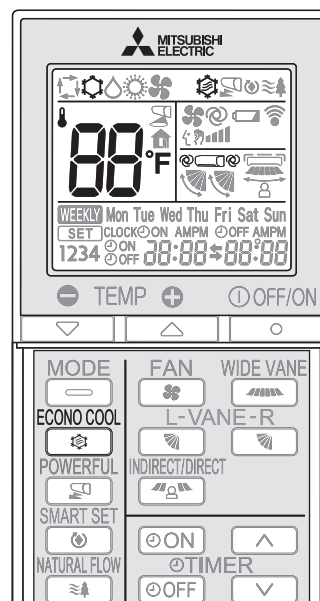 MITSUBISHI
ELECTRIC
88°F
WEEKLY Mon Tue Wed Thu Fri Sat Sun
SET CLOCK ON AMPM OFF AMPM
1234 ON OFF 88:88 88:88
TEMP OFF/ON
MODE FAN WIDE VANE
ECONO COOL L-VANE-R
POWERFUL INDIRECT/DIRECT
SMART SET
ON
NATURAL FLOW TIMER
OFF